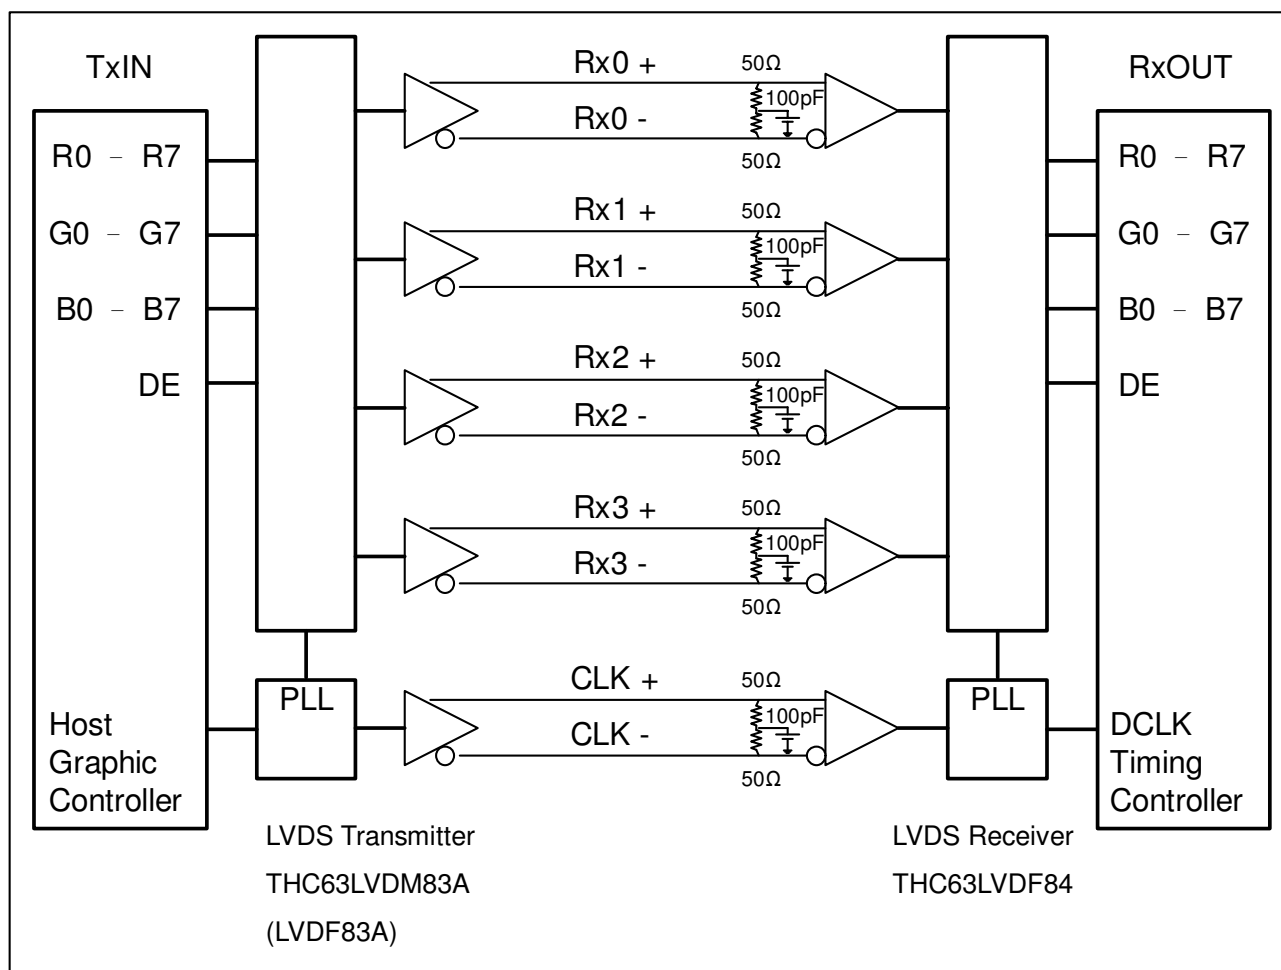 TxIN
RxOUT
R0 – R7
G0 – G7
B0 – B7
DE
Host
Graphic
Controller
PLL
Rx0 +
50Ω
100pF
Rx0 -
50Ω
Rx1 +
50Ω
100pF
Rx1 -
50Ω
Rx2 +
50Ω
100pF
Rx2 -
50Ω
Rx3 +
50Ω
100pF
Rx3 -
50Ω
CLK +
50Ω
100pF
CLK -
50Ω
PLL
R0 – R7
G0 – G7
B0 – B7
DE
DCLK
Timing
Controller
LVDS Transmitter
THC63LVDM83A
(LVDF83A)
LVDS Receiver
THC63LVDF84